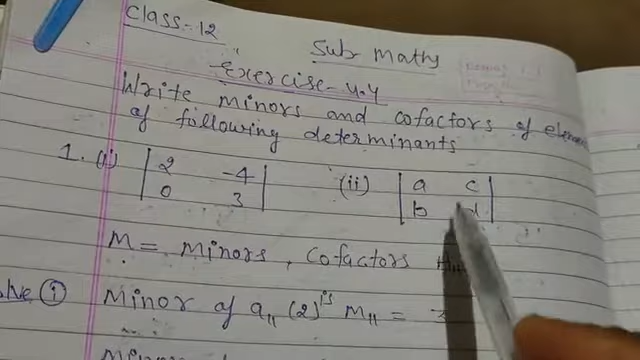 Class-12
Sub maths
Exercise-4.4
Write minors and cofactors of
of following determinants
1. (i) | 2 -4 | (ii) | a c |
| 0 3 | | b d |
M = minors, Cofactors
(i) Minor of a₁₁ (2) is M₁₁ = 3